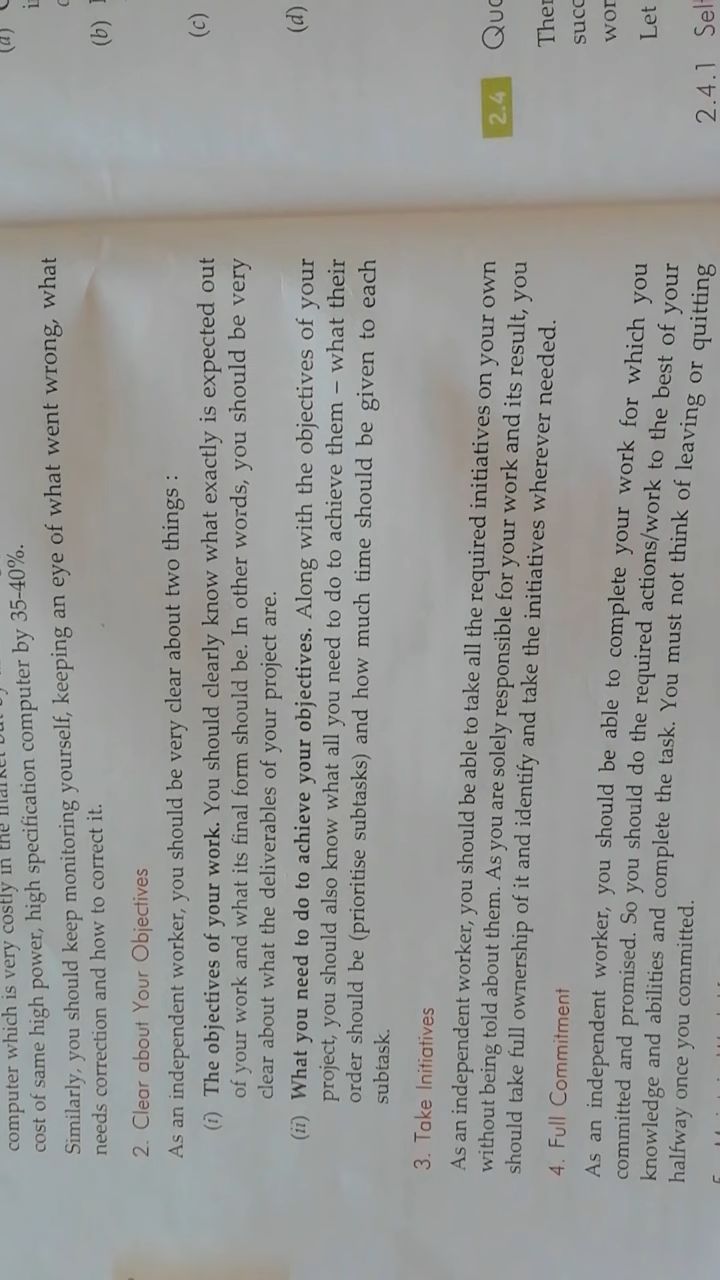 computer which is very costly in the market but by
cost of same high power, high specification computer by 35-40%.
Similarly, you should keep monitoring yourself, keeping an eye of what went wrong, what
needs correction and how to correct it.
2. Clear about Your Objectives
As an independent worker, you should be very clear about two things :
(i) The objectives of your work. You should clearly know what exactly is expected out
of your work and what its final form should be. In other words, you should be very
clear about what the deliverables of your project are.
(ii) What you need to do to achieve your objectives. Along with the objectives of your
project, you should also know what all you need to do to achieve them – what their
order should be (prioritise subtasks) and how much time should be given to each
subtask.
3. Take Initiatives
As an independent worker, you should be able to take all the required initiatives on your own
without being told about them. As you are solely responsible for your work and its result, you
should take full ownership of it and identify and take the initiatives wherever needed.
4. Full Commitment
As an independent worker, you should be able to complete your work for which you
committed and promised. So you should do the required actions/work to the best of your
knowledge and abilities and complete the task. You must not think of leaving or quitting
halfway once you committed.
(a)
(b)
(c)
(d)
2.4
Ther
succ
wor
Let
2.4.1 Self